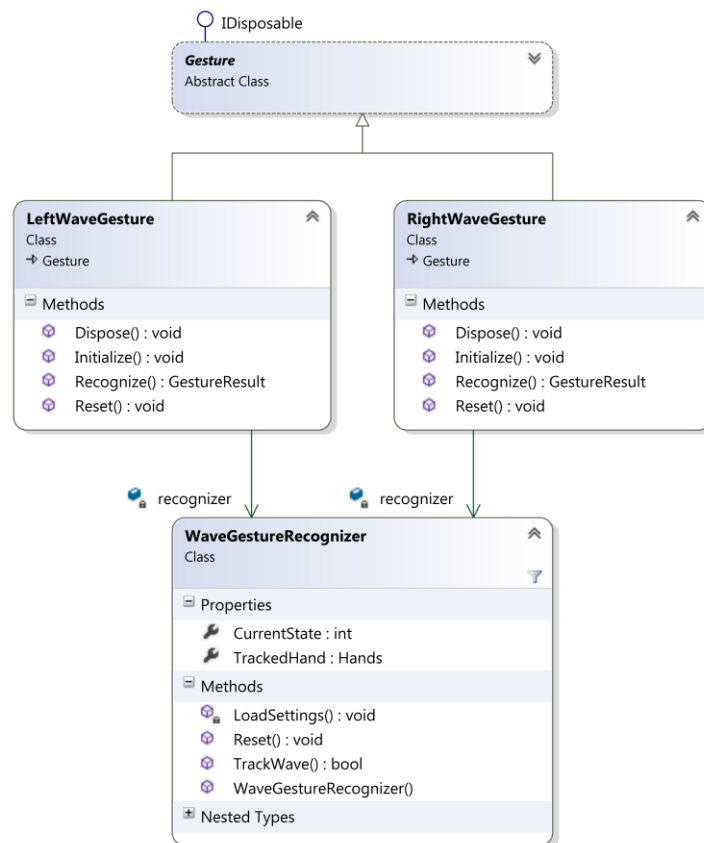 IDisposable
Gesture
Abstract Class
LeftWaveGesture
Class
Gesture
Methods
Dispose() : void
Initialize() : void
Recognize() : GestureResult
Reset() : void
RightWaveGesture
Class
Gesture
Methods
Dispose() : void
Initialize() : void
Recognize() : GestureResult
Reset() : void
recognizer
recognizer
WaveGestureRecognizer
Class
Properties
CurrentState : int
TrackedHand : Hands
Methods
LoadSettings() : void
Reset() : void
TrackWave() : bool
WaveGestureRecognizer()
Nested Types